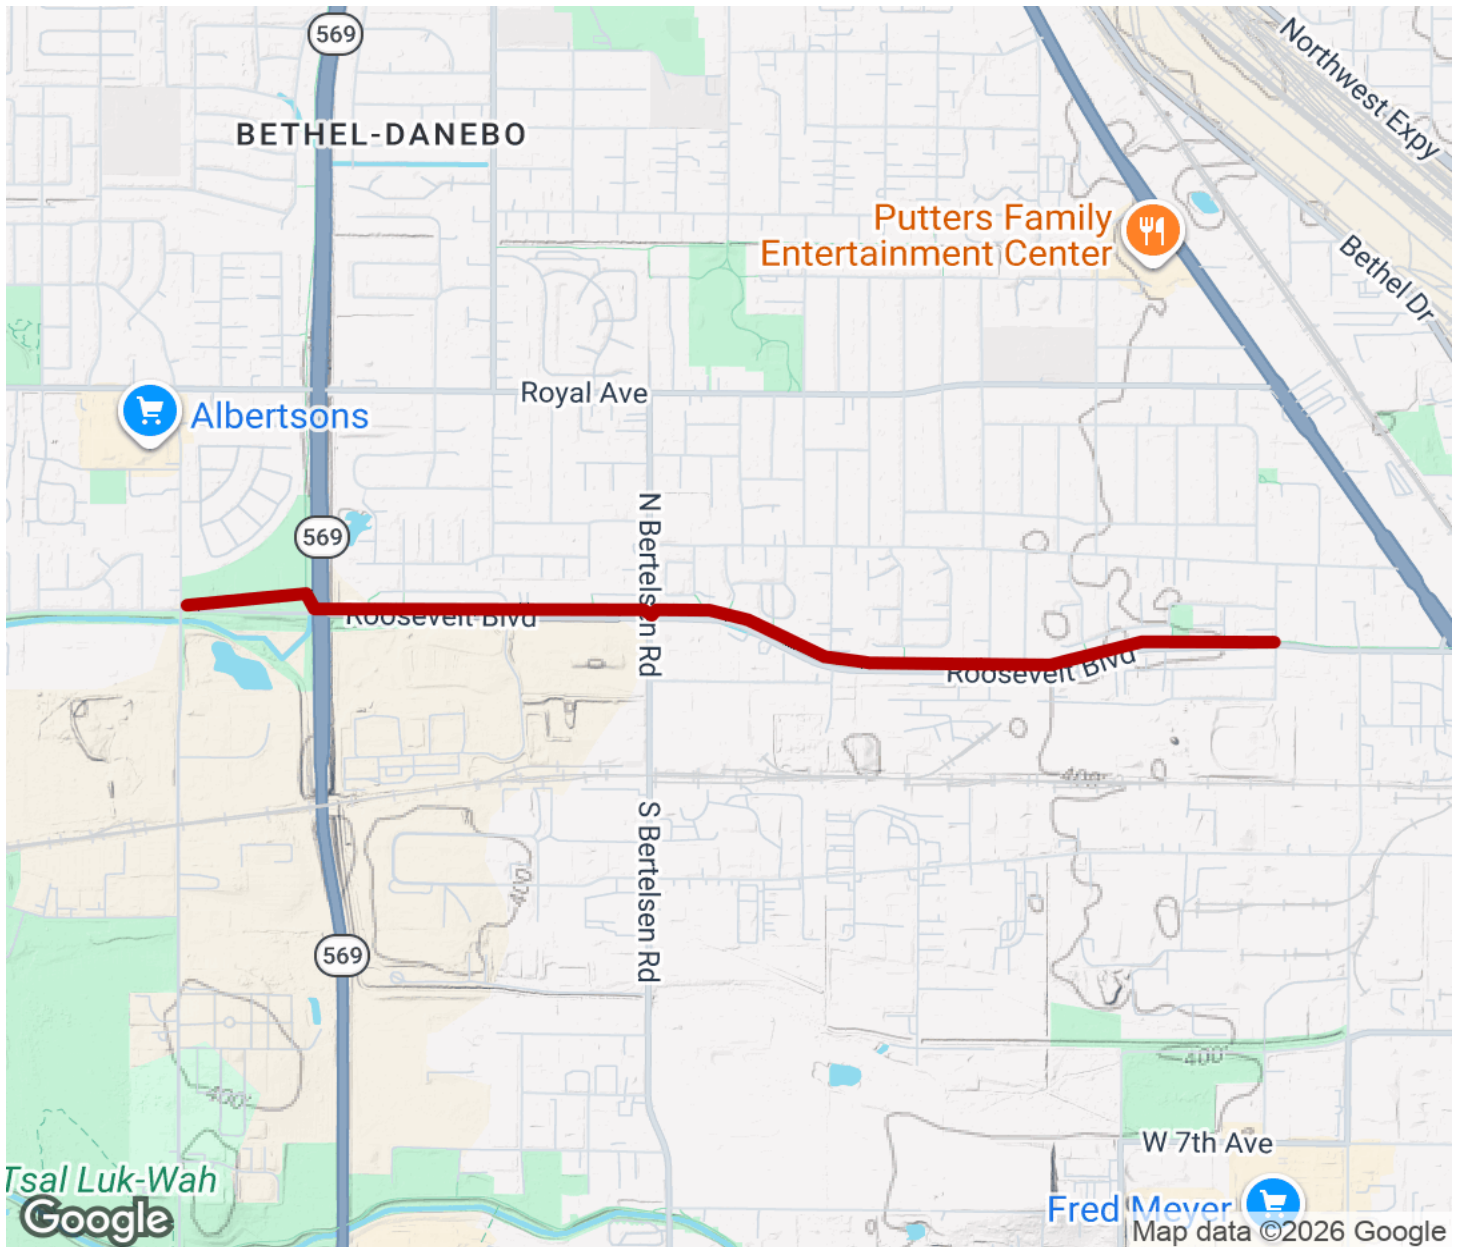 569
Northwest Expy
BETHEL-DANEBO
Putters Family
Entertainment Center
Bethel Dr
Royal Ave
Albertsons
N Bertelsen Rd
569
Roosevelt Blvd
Roosevelt Blvd
400'
S Bertelsen Rd
400'
569
400'
400'
W 7th Ave
Tsal Luk-Wah
Fred Meyer
Google
Map data ©2026 Google